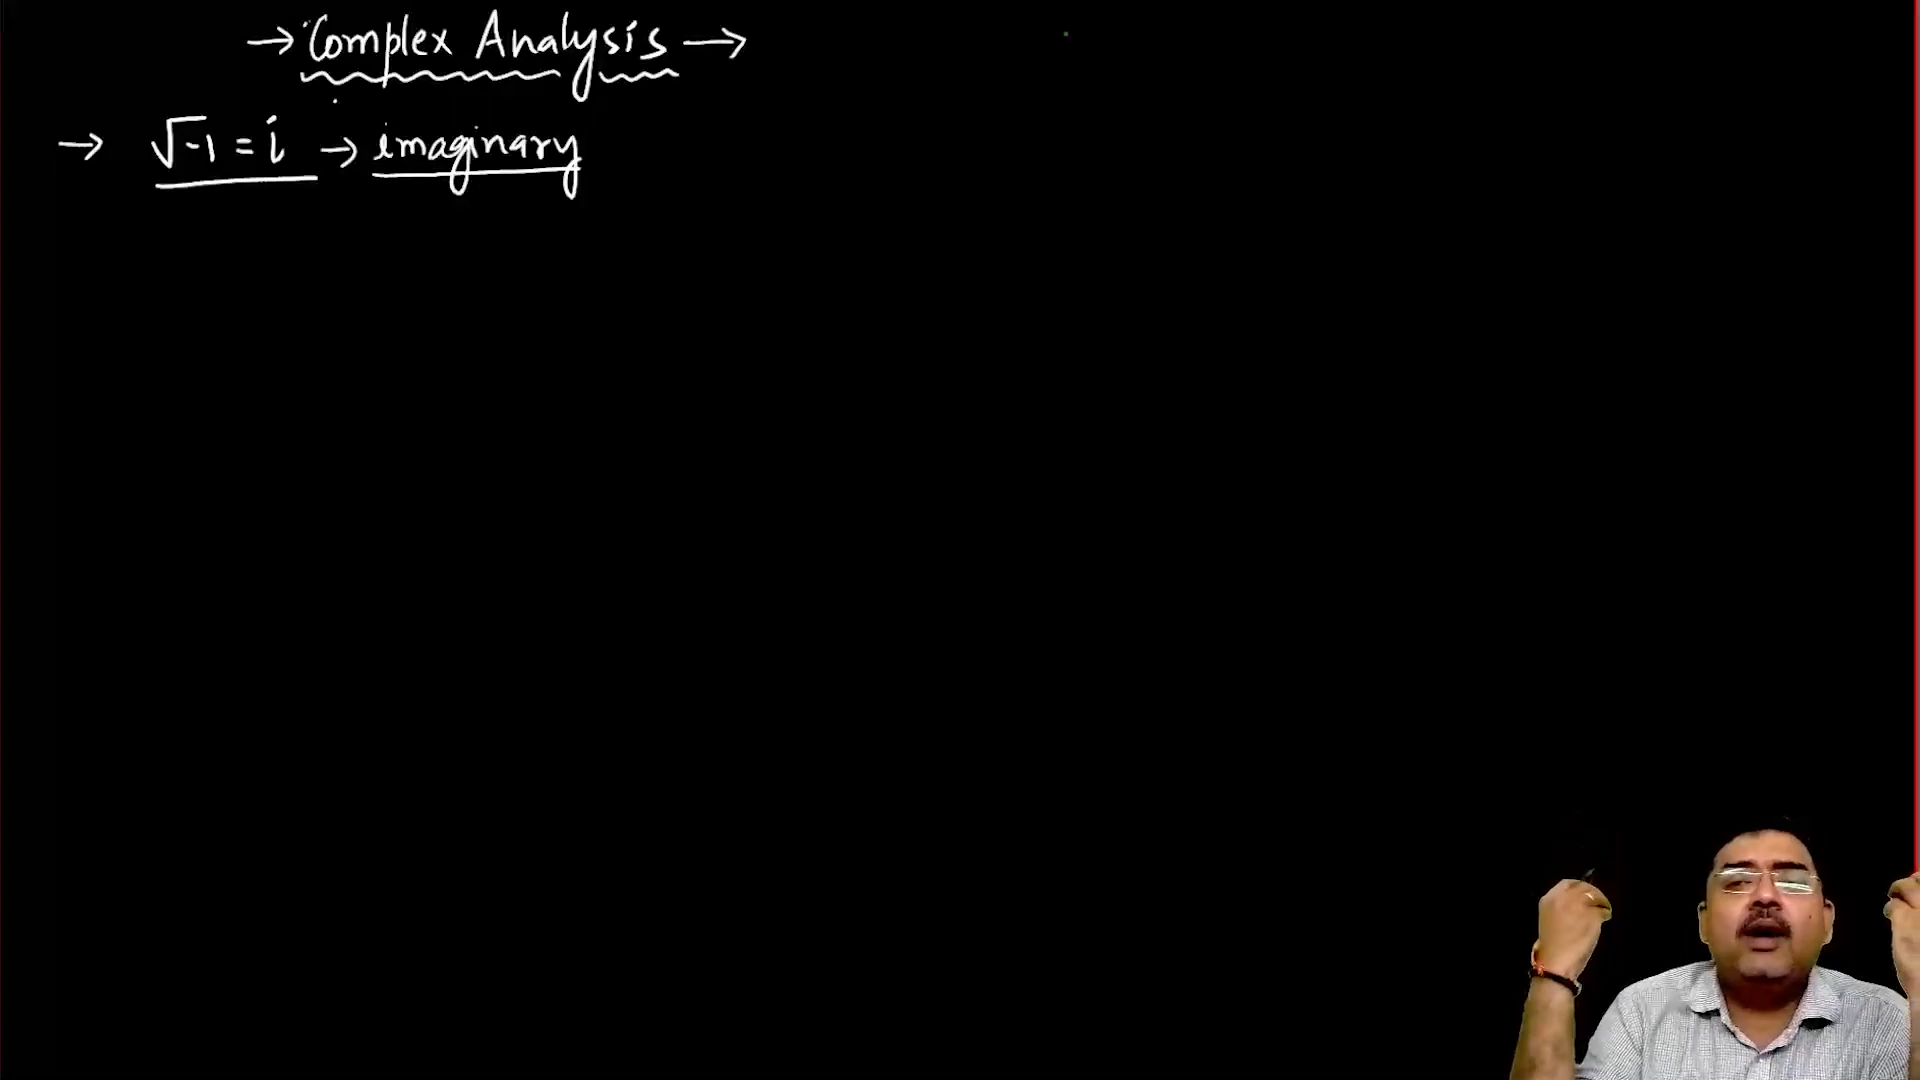 → Complex Analysis →
→ √-1 = i → imaginary